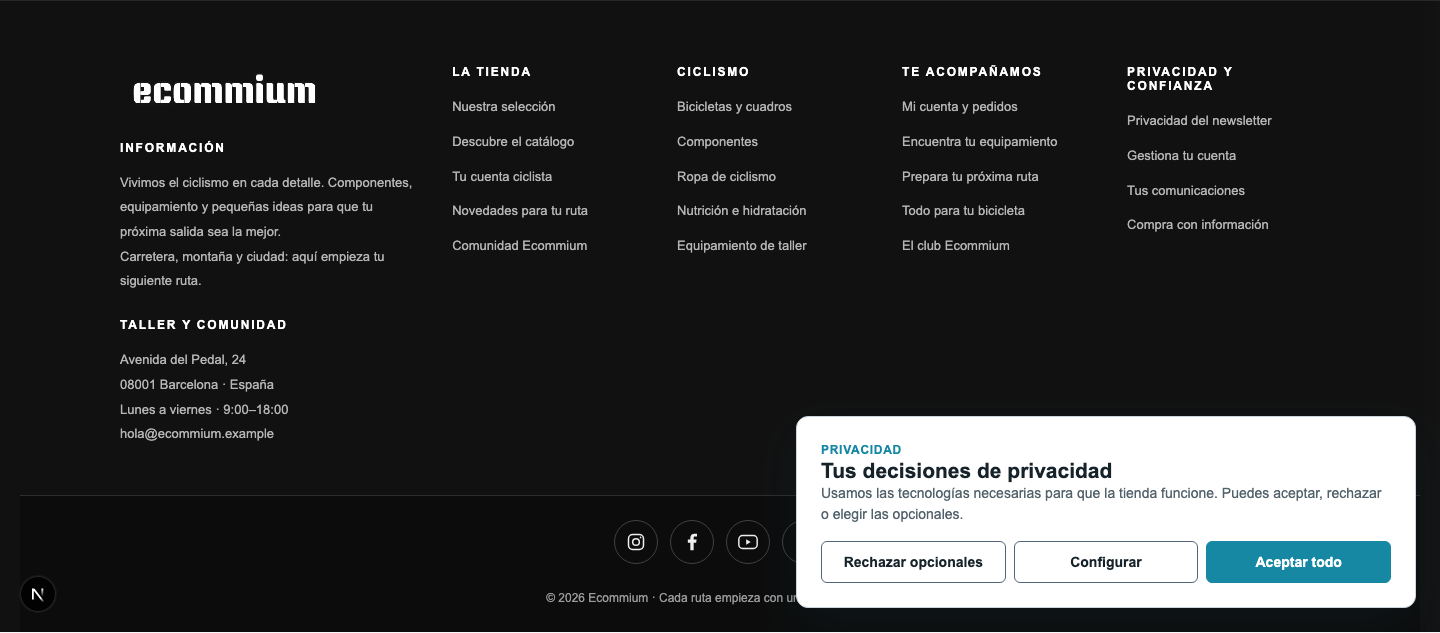 ecommium
INFORMACIÓN
Vivimos el ciclismo en cada detalle. Componentes,
equipamiento y pequeñas ideas para que tu
próxima salida sea la mejor.
Carretera, montaña y ciudad: aquí empieza tu
siguiente ruta.
TALLER Y COMUNIDAD
Avenida del Pedal, 24
08001 Barcelona · España
Lunes a viernes · 9:00–18:00
hola@ecommium.example
LA TIENDA
Nuestra selección
Descubre el catálogo
Tu cuenta ciclista
Novedades para tu ruta
Comunidad Ecommium
CICLISMO
Bicicletas y cuadros
Componentes
Ropa de ciclismo
Nutrición e hidratación
Equipamiento de taller
TE ACOMPAÑAMOS
Mi cuenta y pedidos
Encuentra tu equipamiento
Prepara tu próxima ruta
Todo para tu bicicleta
El club Ecommium
PRIVACIDAD Y
CONFIANZA
Privacidad del newsletter
Gestiona tu cuenta
Tus comunicaciones
Compra con información
PRIVACIDAD
Tus decisiones de privacidad
Usamos las tecnologías necesarias para que la tienda funcione. Puedes aceptar, rechazar
o elegir las opcionales.
Rechazar opcionales
Configurar
Aceptar todo
N
© 2026 Ecommium · Cada ruta empieza con